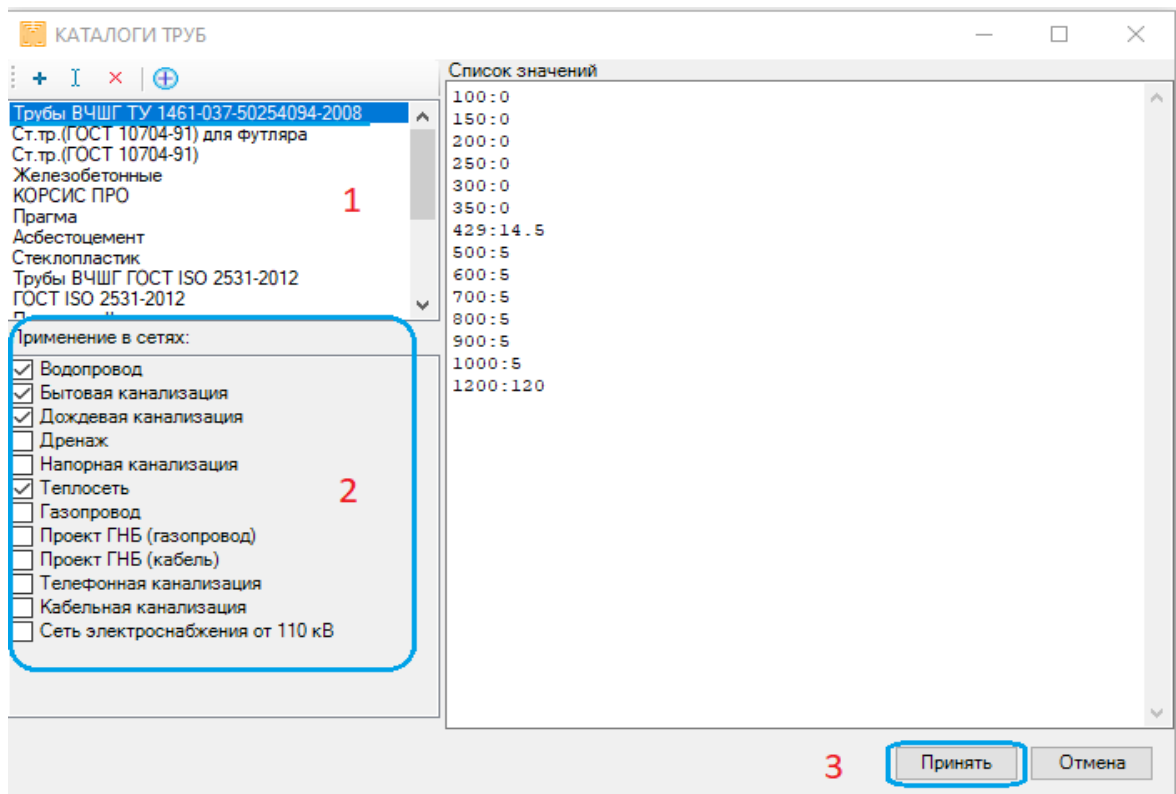 КАТАЛОГИ ТРУБ
Список значений
Трубы ВЧШГ ТУ 1461-037-50254094-2008
Ст.тр.(ГОСТ 10704-91) для футляра
Ст.тр.(ГОСТ 10704-91)
Железобетонные
КОРСИС ПРО
Прагма
Асбестоцемент
Стеклопластик
Трубы ВЧШГ ГОСТ ISO 2531-2012
ГОСТ ISO 2531-2012
1
Применение в сетях:
Водопровод
Бытовая канализация
Дождевая канализация
Дренаж
Напорная канализация
Теплосеть
Газопровод
Проект ГНБ (газопровод)
Проект ГНБ (кабель)
Телефонная канализация
Кабельная канализация
Сеть электроснабжения от 110 кВ
2
100:0
150:0
200:0
250:0
300:0
350:0
429:14.5
500:5
600:5
700:5
800:5
900:5
1000:5
1200:120
3
Принять
Отмена